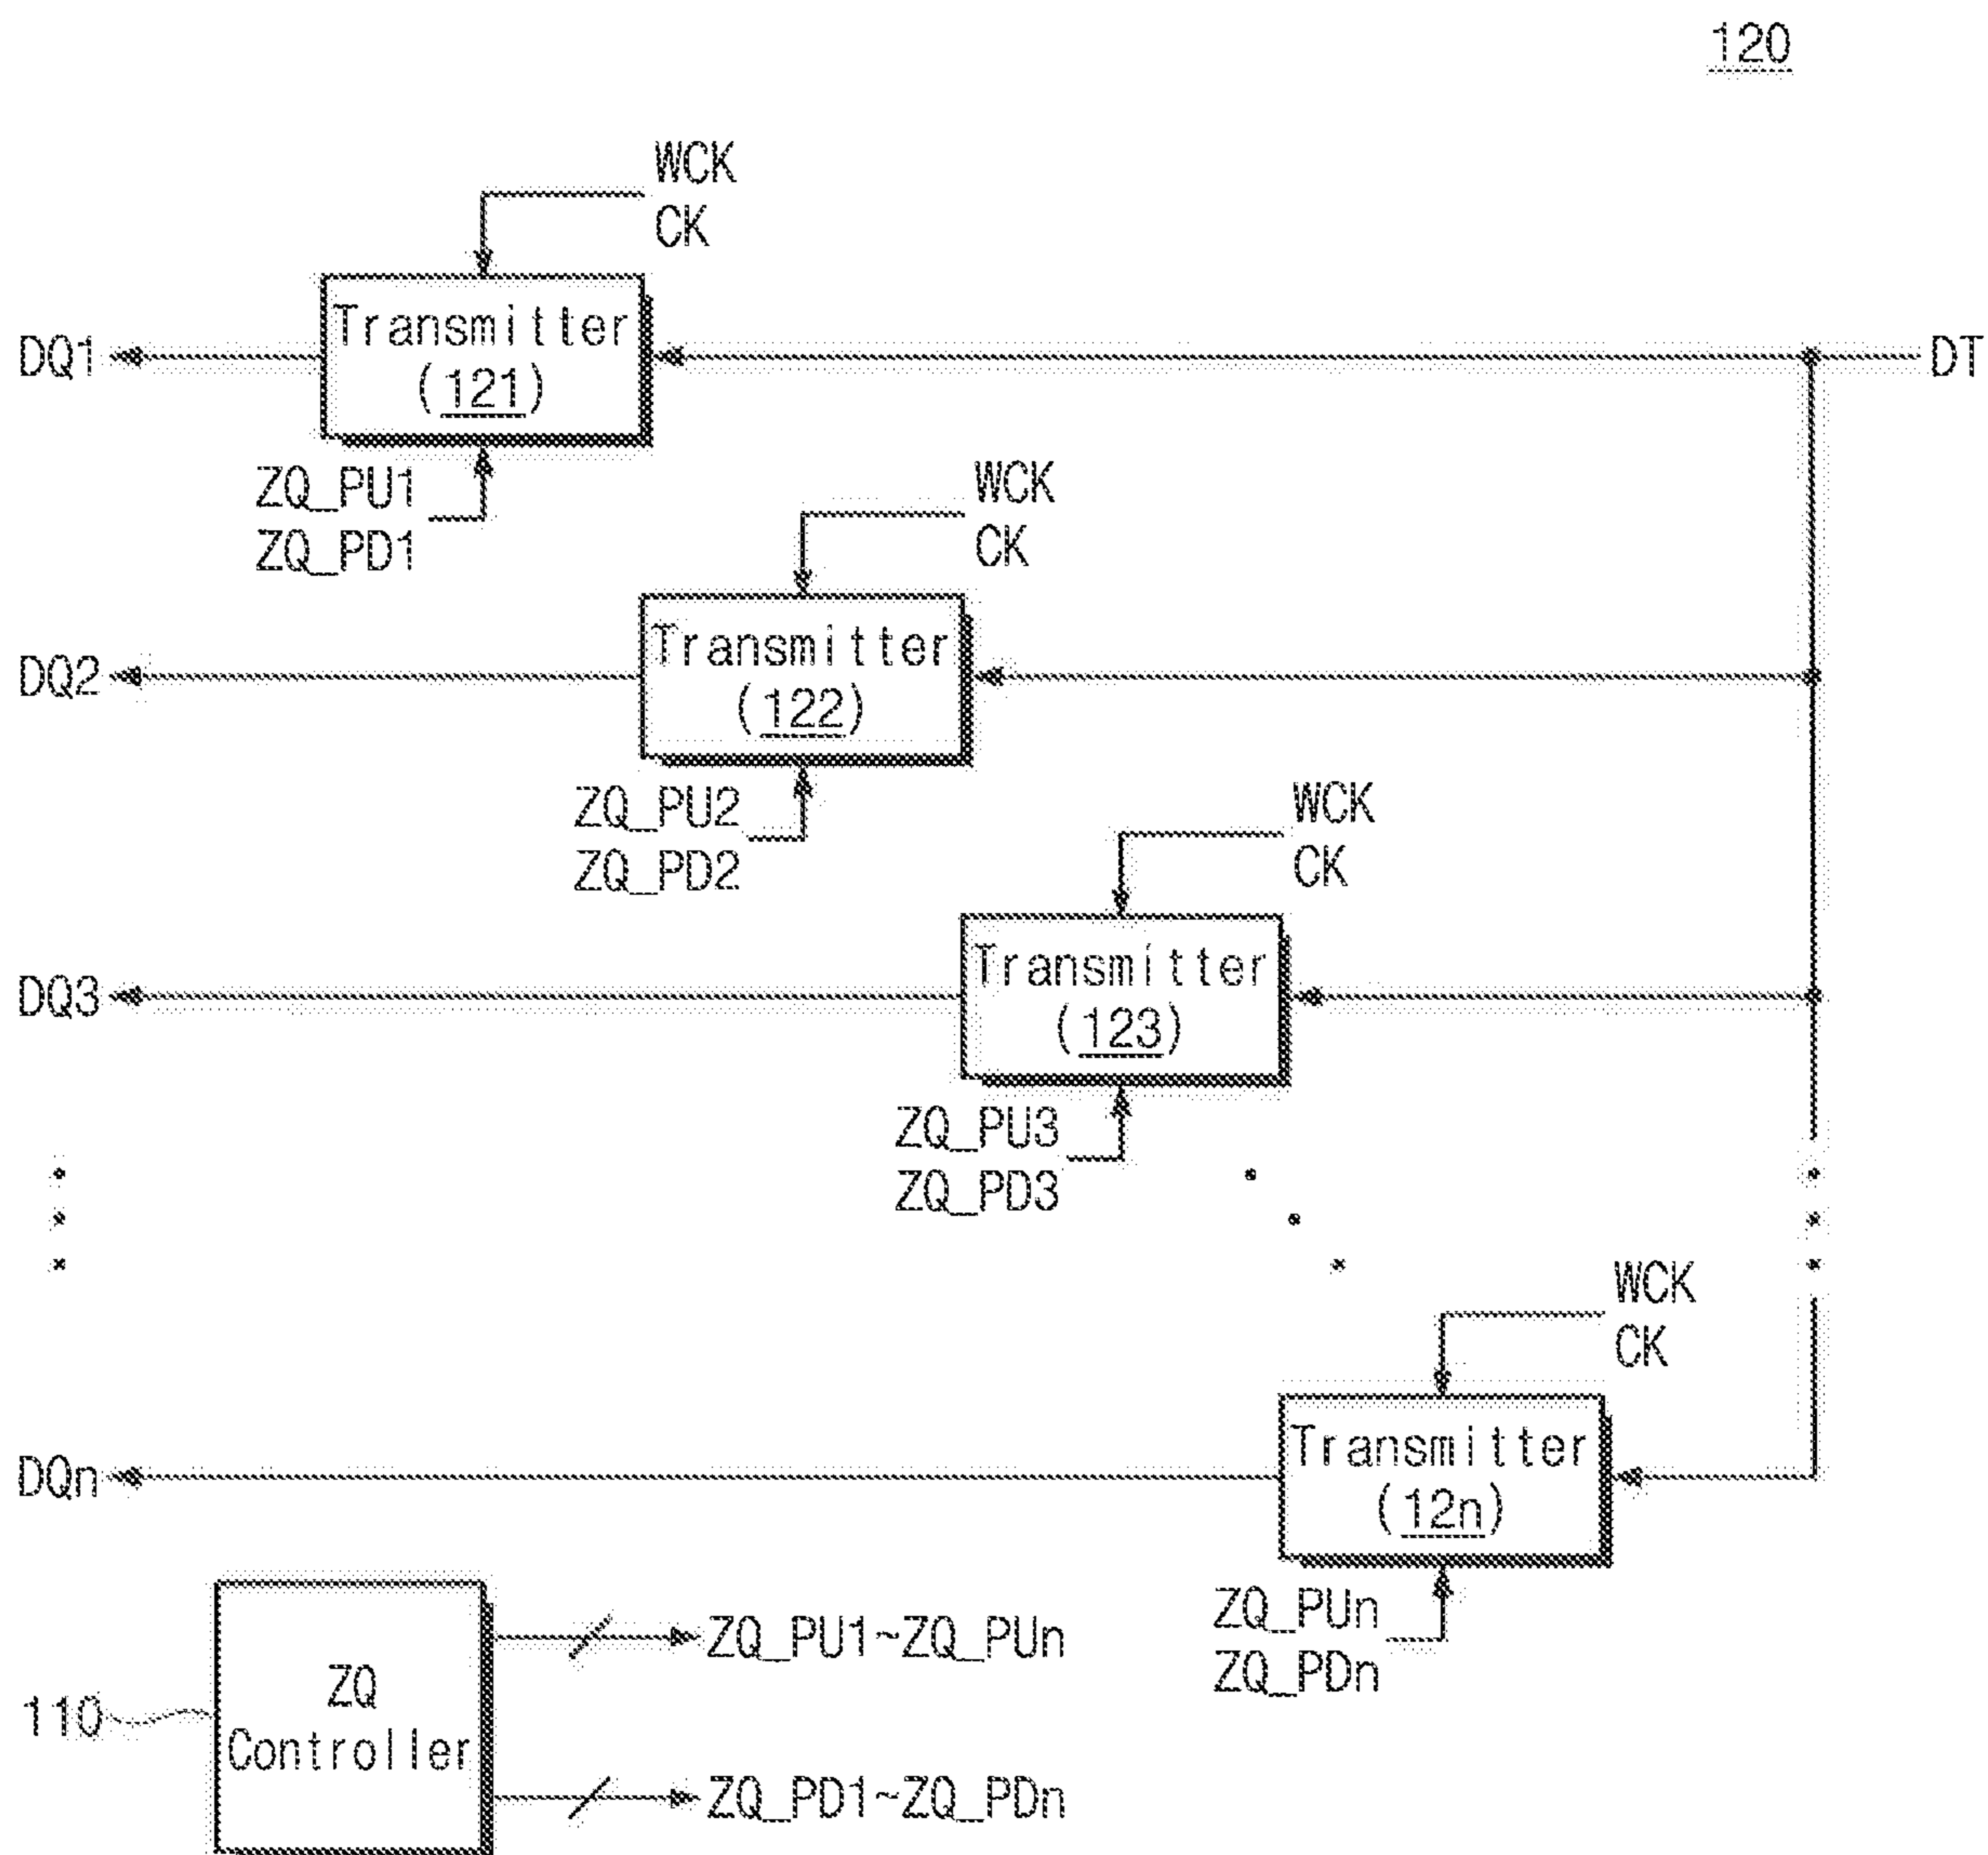 120
WCK
CK
Transmitter
(121)
DQ1
DT
ZQ_PU1
ZQ_PD1
WCK
CK
Transmitter
(122)
DQ2
ZQ_PU2
ZQ_PD2
WCK
CK
Transmitter
(123)
DQ3
ZQ_PU3
ZQ_PD3
WCK
CK
Transmitter
(12n)
DQn
ZQ_PUn
ZQ_PDn
110
ZQ
Controller
ZQ_PU1~ZQ_PUn
ZQ_PD1~ZQ_PDn